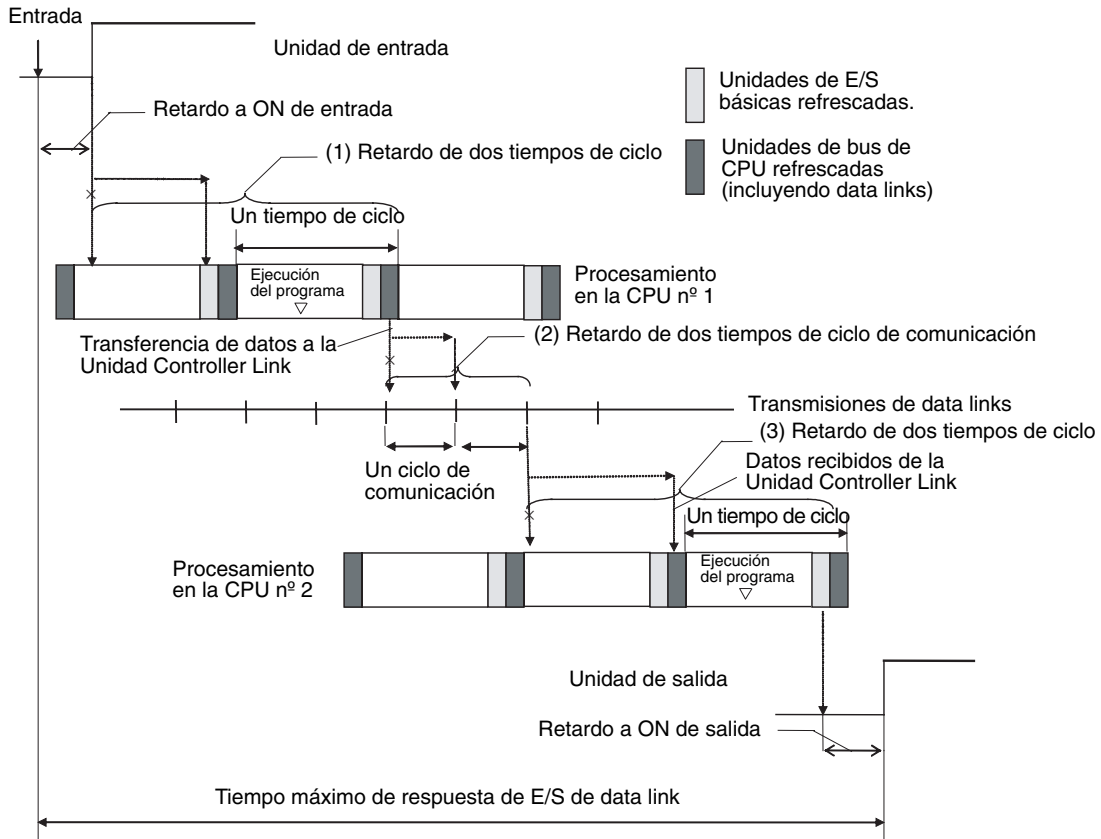 Entrada
Unidad de entrada
Unidades de E/S
básicas refrescadas.
Retardo a ON de entrada
Unidades de bus de
CPU refrescadas
(incluyendo data links)
(1) Retardo de dos tiempos de ciclo
Un tiempo de ciclo
Ejecución
del programa
Procesamiento
en la CPU nº 1
Transferencia de datos a la
Unidad Controller Link
(2) Retardo de dos tiempos de ciclo de comunicación
Transmisiones de data links
(3) Retardo de dos tiempos de ciclo
Un ciclo de
comunicación
Datos recibidos de la
Unidad Controller Link
Un tiempo de ciclo
Procesamiento
en la CPU nº 2
Ejecución
del programa
Unidad de salida
Retardo a ON de salida
Tiempo máximo de respuesta de E/S de data link